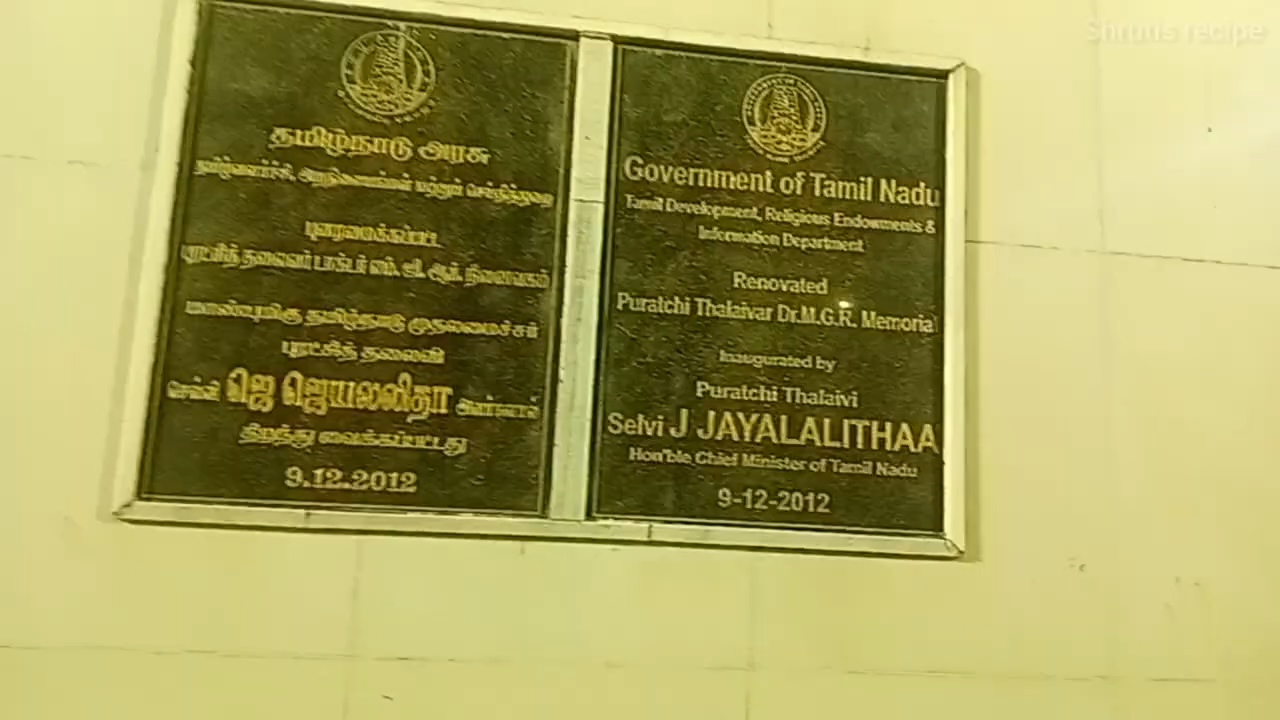 தமிழ்நாடு அரசு
தமிழ்வளர்ச்சி, அறநிலையங்கள் மற்றும் செய்தித்துறை
புனரமைக்கப்பட்ட
புரட்சித் தலைவர் டாக்டர் எம். ஜி. ஆர். நினைவகம்
மாண்புமிகு தமிழ்நாடு முதலமைச்சர்
புரட்சித் தலைவி
செல்வி ஜெ ஜெயலலிதா அவர்களால்
திறந்து வைக்கப்பட்டது
9.12.2012
Government of Tamil Nadu
Tamil Development, Religious Endowments &
Information Department
Renovated
Puratchi Thalaivar Dr.M.G.R. Memorial
Inaugurated by
Puratchi Thalaivi
Selvi J JAYALALITHAA
Hon'ble Chief Minister of Tamil Nadu
9-12-2012
Shrutis recipe